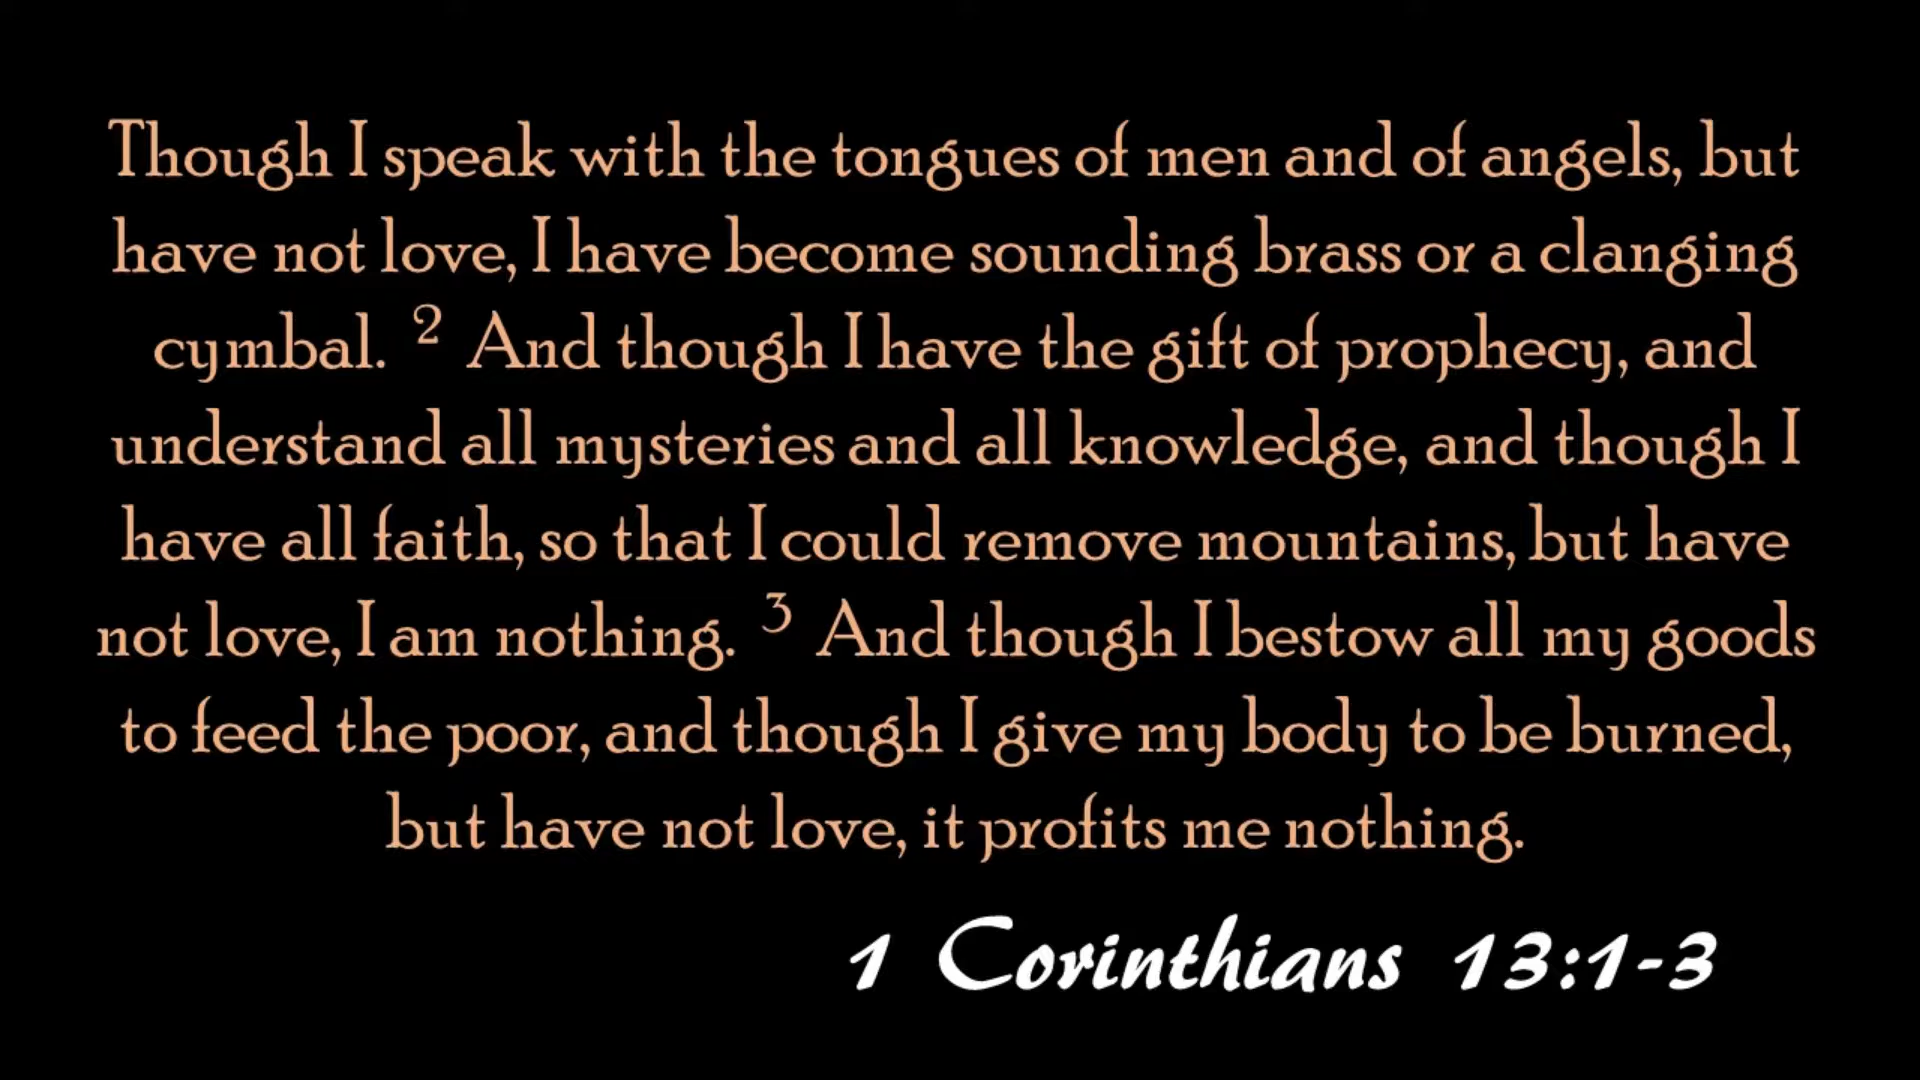 Though I speak with the tongues of men and of angels, but
have not love, I have become sounding brass or a clanging
cymbal. 2 And though I have the gift of prophecy, and
understand all mysteries and all knowledge, and though I
have all faith, so that I could remove mountains, but have
not love, I am nothing. 3 And though I bestow all my goods
to feed the poor, and though I give my body to be burned,
but have not love, it profits me nothing.
1 Corinthians 13:1-3